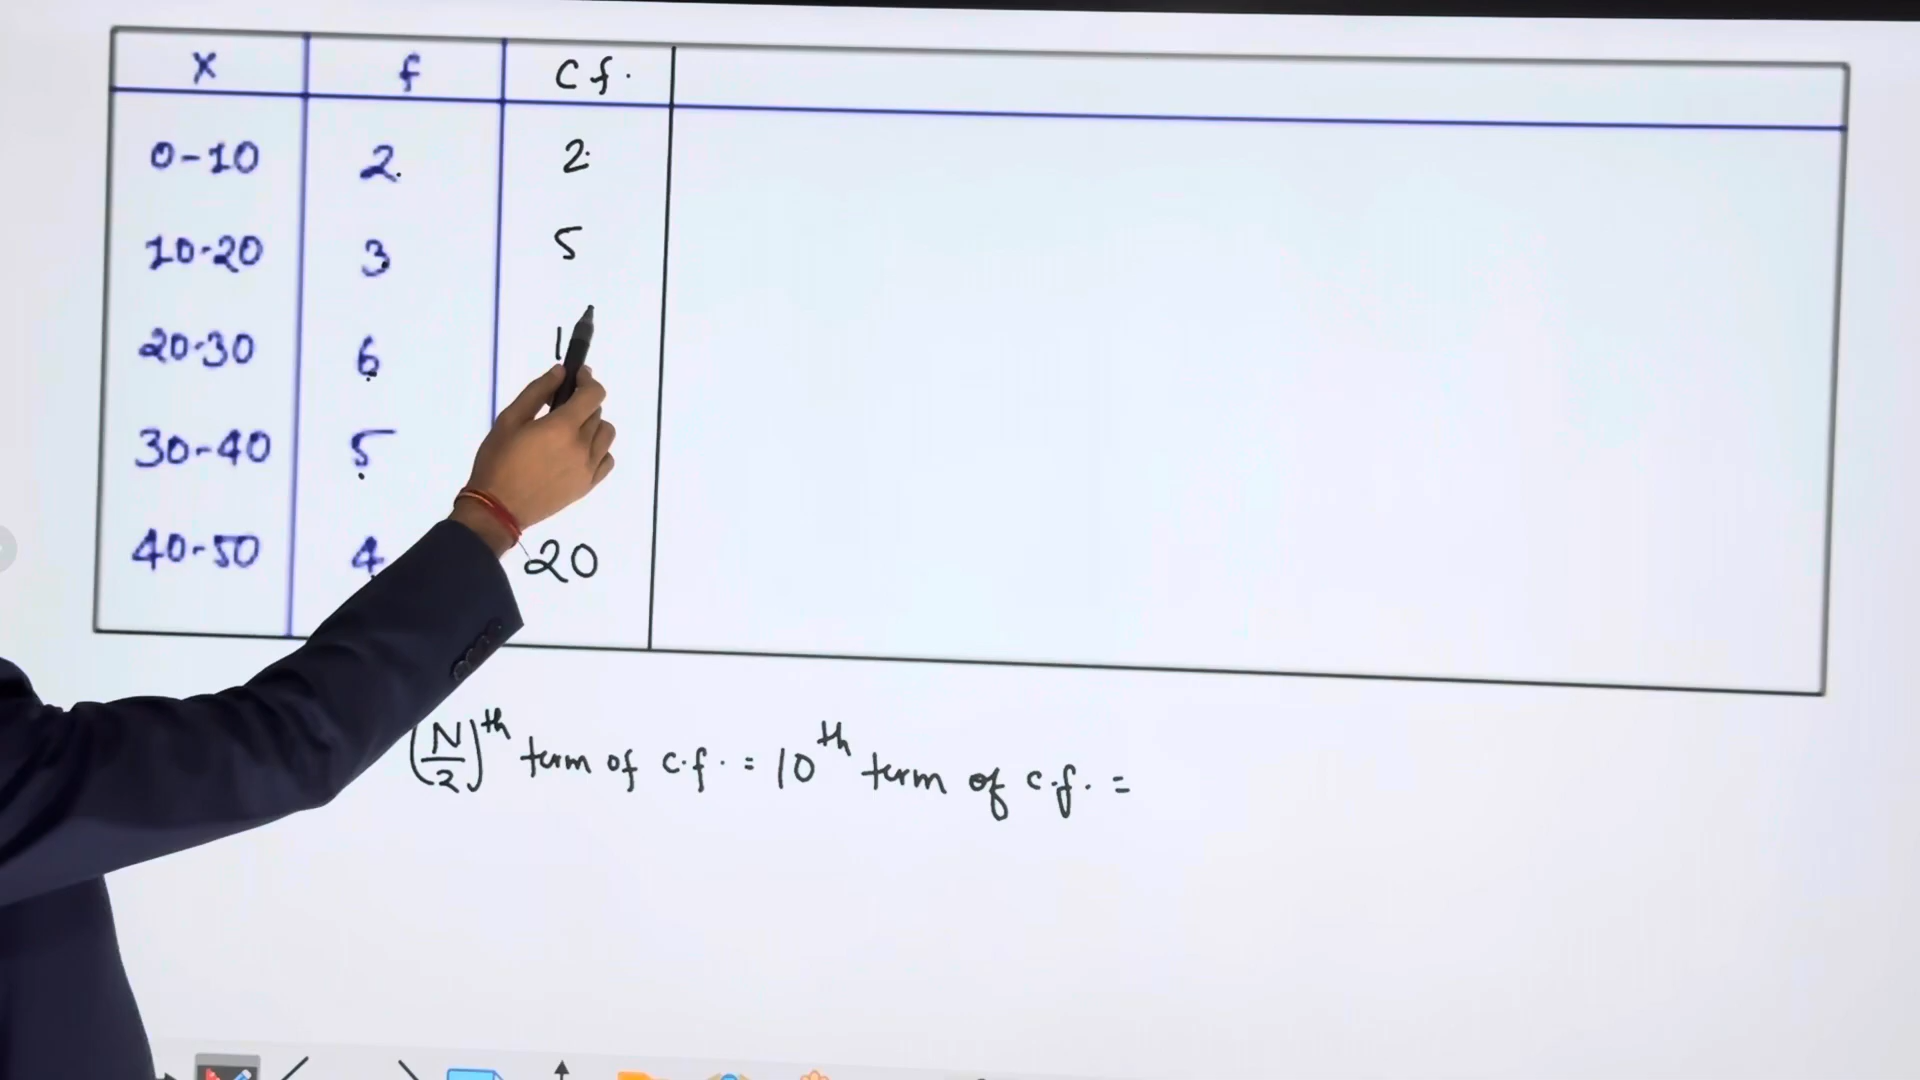 X f C f.
0-10 2 2
10-20 3 5
20-30 6
30-40 5
40-50 4 20
(N/2)th term of c.f. = 10th term of c.f. =